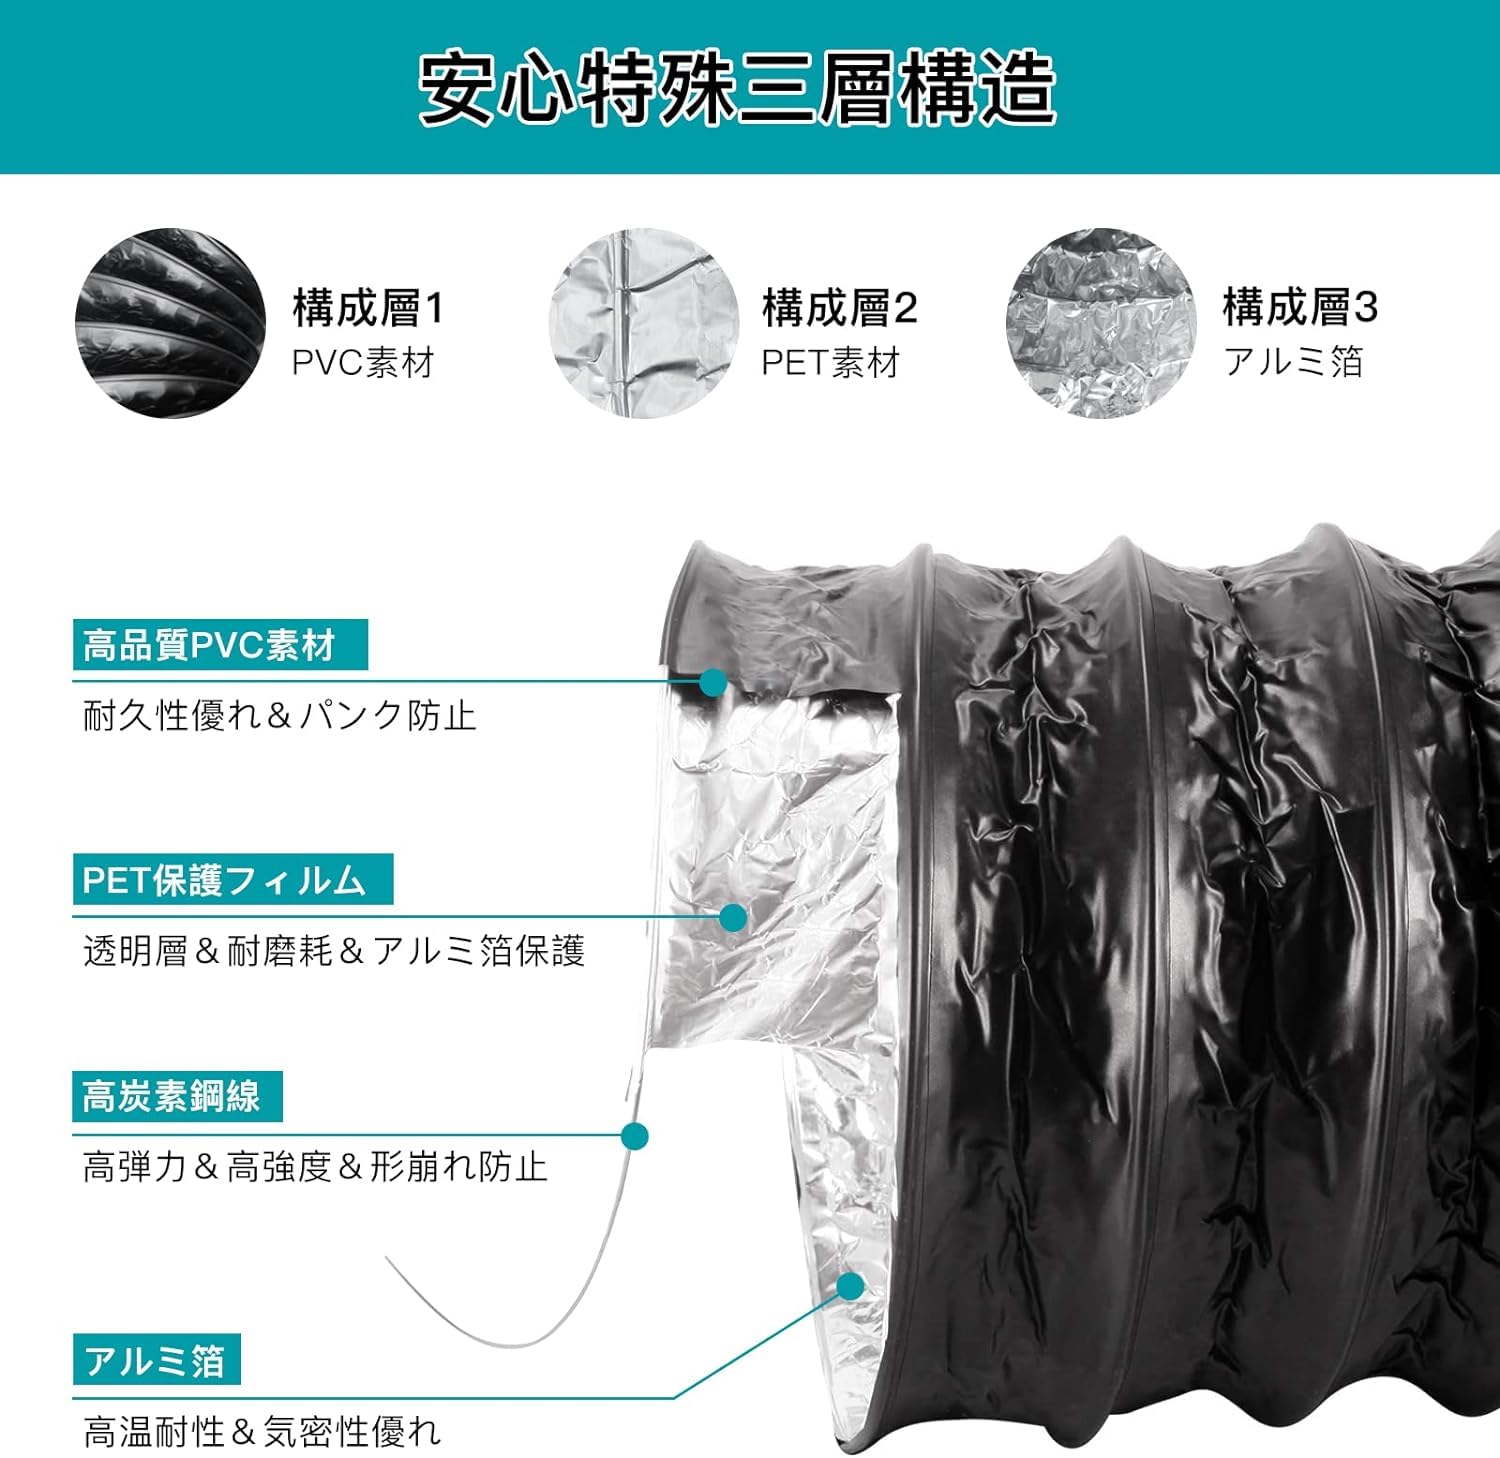 安心特殊三層構造
構成層1
PVC素材
構成層2
PET素材
構成層3
アルミ箔
高品質PVC素材
耐久性優れ＆パンク防止
PET保護フィルム
透明層＆耐磨耗＆アルミ箔保護
高炭素鋼線
高弾力＆高強度＆形崩れ防止
アルミ箔
高温耐性＆気密性優れ